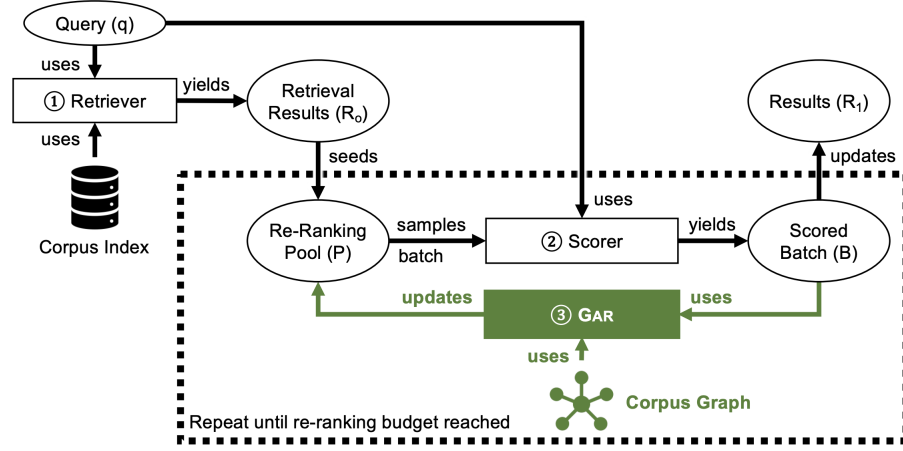 Query (q)
uses
① Retriever
yields
Retrieval
Results (Rₒ)
Results (R₁)
uses
seeds
updates
Corpus Index
uses
Re-Ranking
Pool (P)
samples
batch
② Scorer
yields
Scored
Batch (B)
updates
③ GAR
uses
uses
Corpus Graph
Repeat until re-ranking budget reached